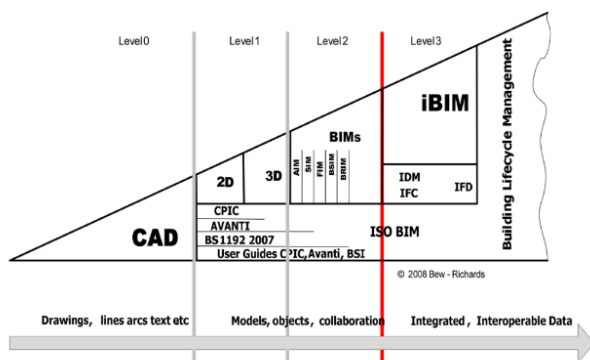 Level0 Level1 Level2 Level3
iBIM
BIMs
2D 3D
AIM
SIM
FIM
BSIM
BRIM
IDM
IFC IFD
Building Lifecycle Management
CAD
CPIC
AVANTI
BS1192 2007
User Guides CPIC, Avanti, BSI
ISO BIM
© 2008 Bew - Richards
Drawings, lines arcs text etc Models, objects, collaboration Integrated, Interoperable Data